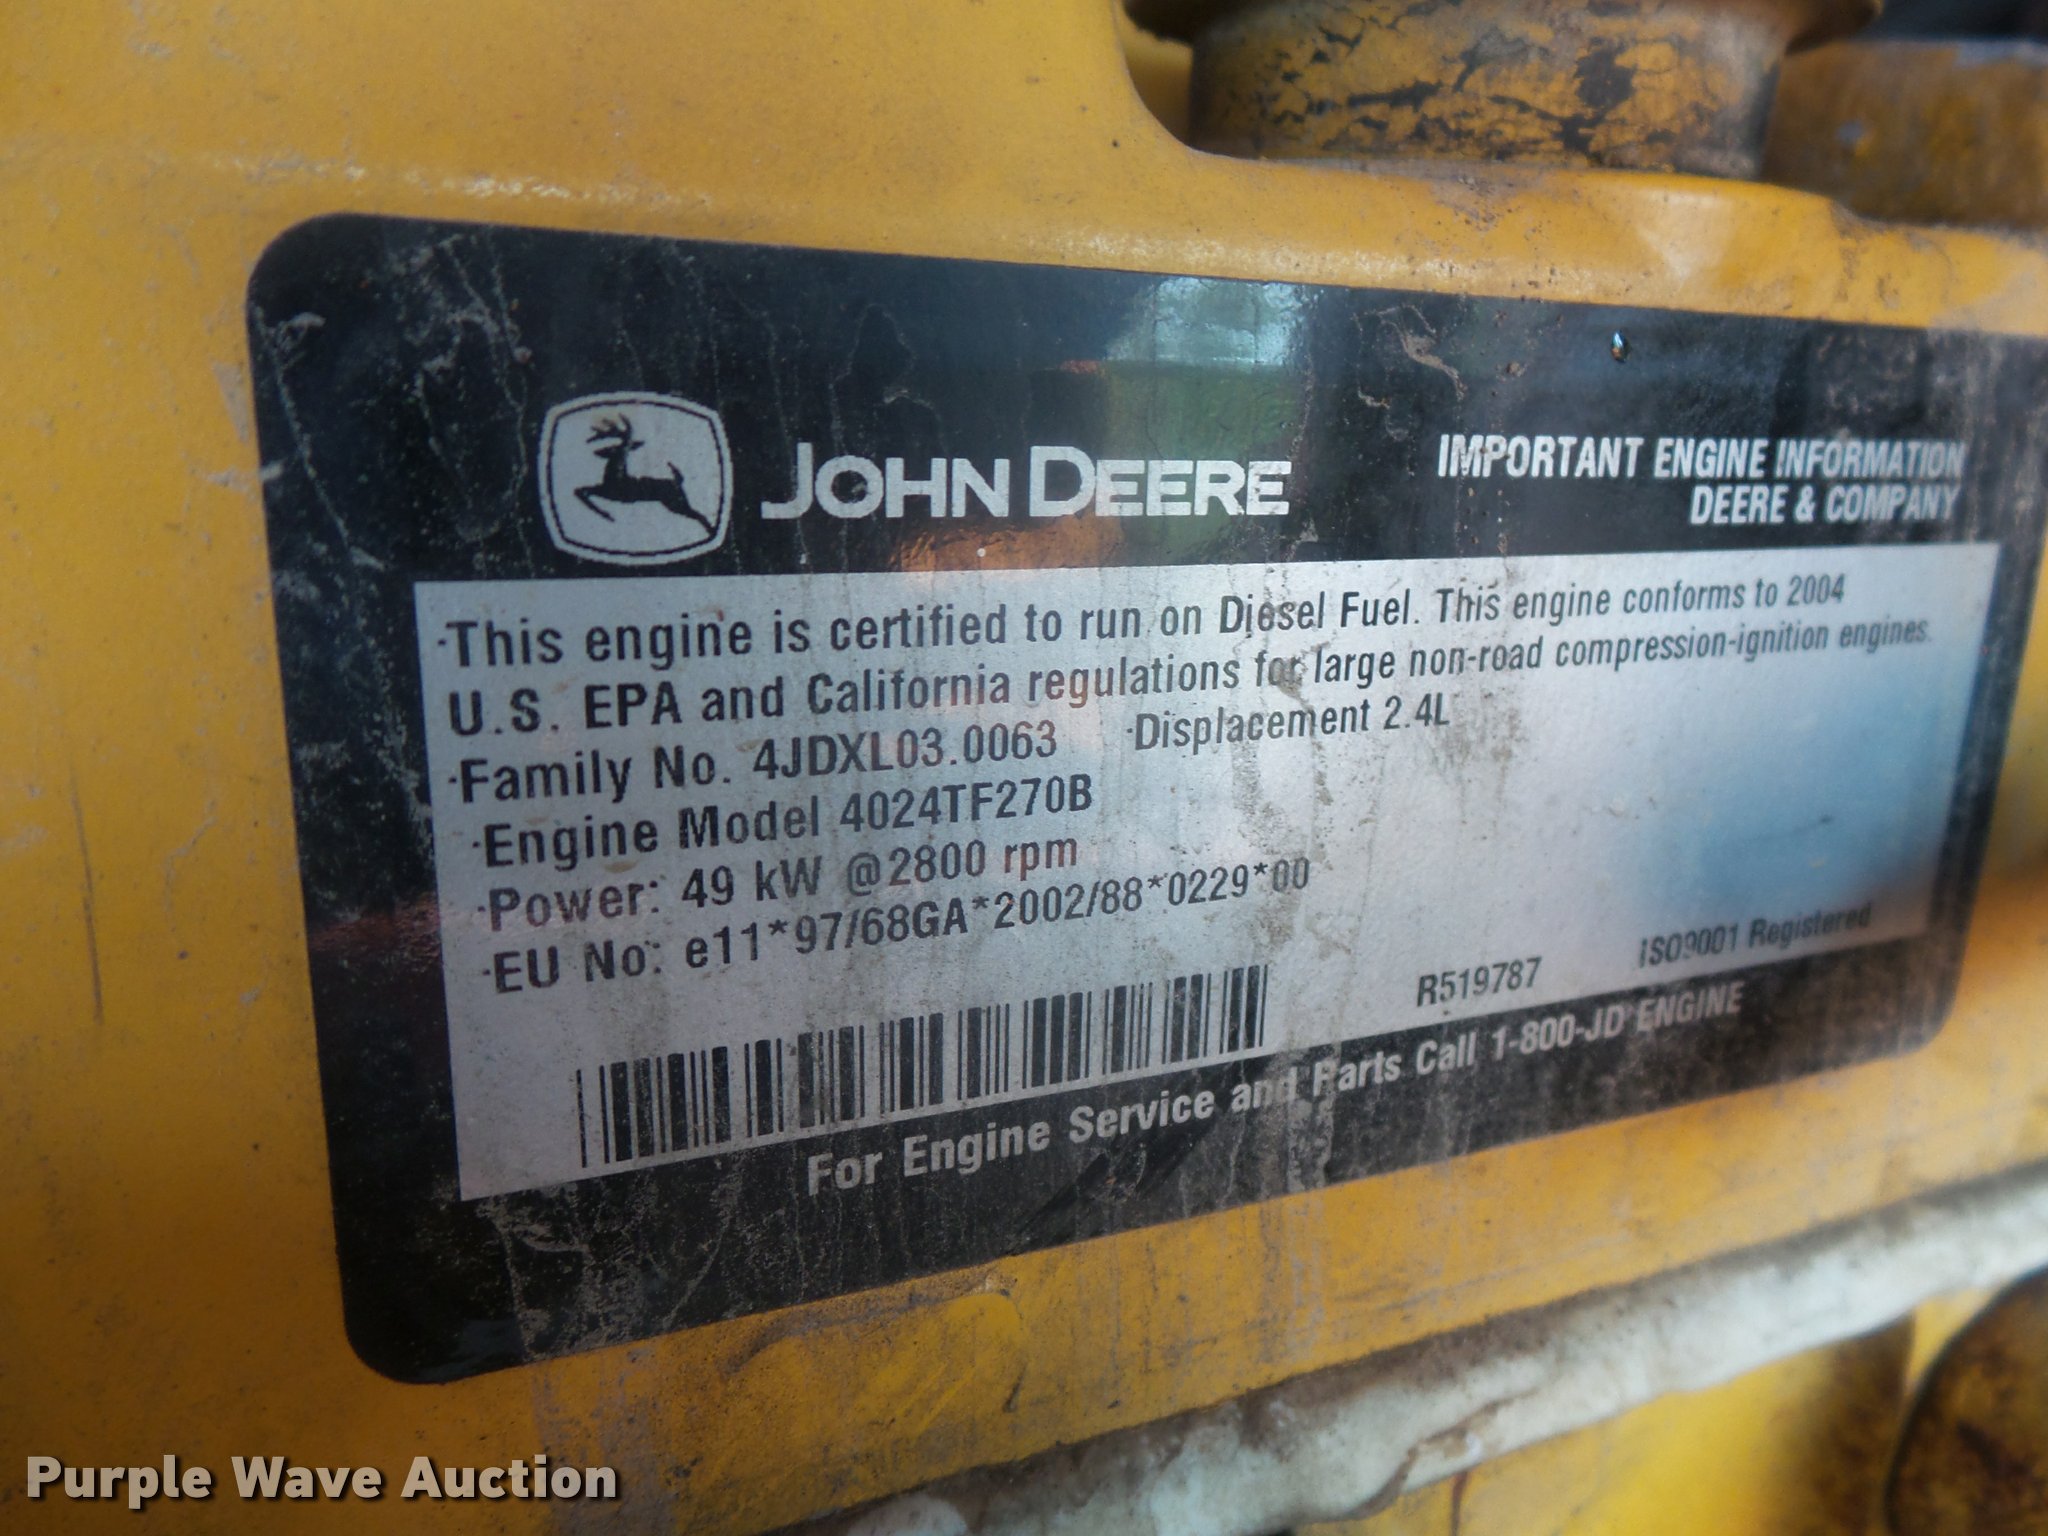 JOHN DEERE
IMPORTANT ENGINE INFORMATION
DEERE & COMPANY
·This engine is certified to run on Diesel Fuel. This engine conforms to 2004
U.S. EPA and California regulations for large non-road compression-ignition engines.
·Family No. 4JDXL03.0063 ·Displacement 2.4L
·Engine Model 4024TF270B
·Power: 49 kW @2800 rpm
·EU No: e11*97/68GA*2002/88*0229*00
R519787 ISO9001 Registered
For Engine Service and Parts Call 1-800-JD ENGINE
Purple Wave Auction